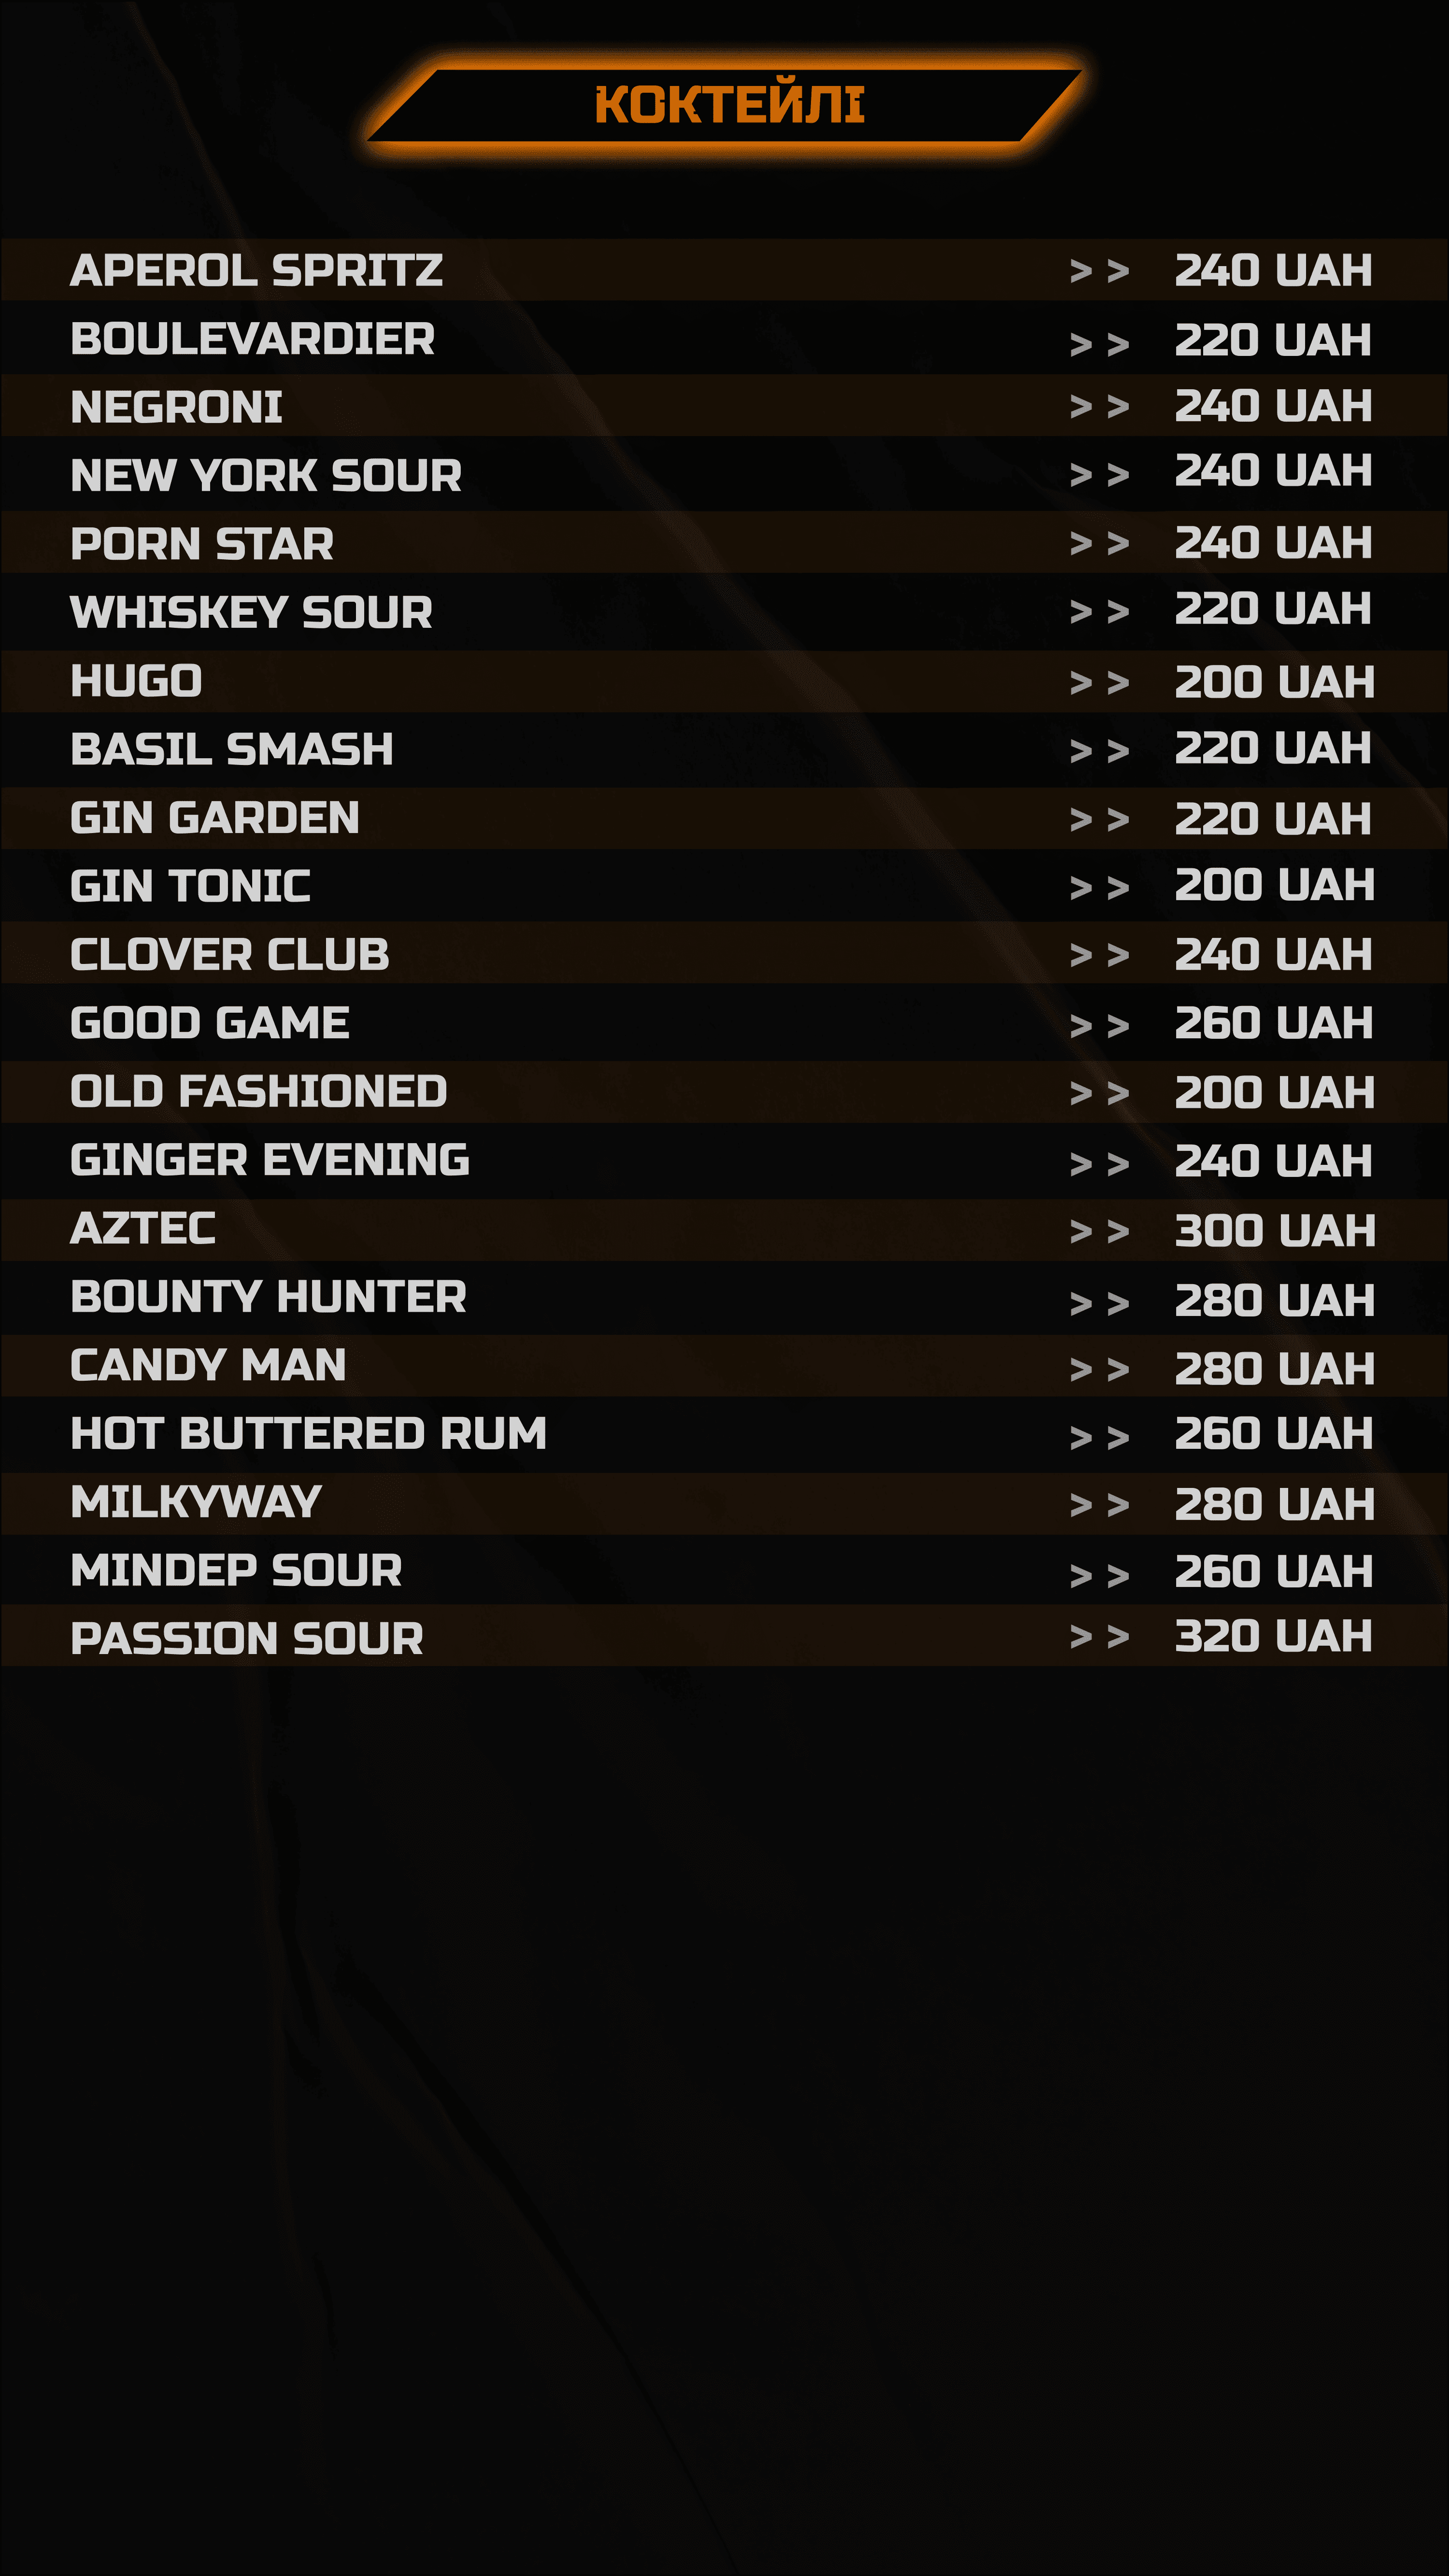 КОКТЕЙЛІ
APEROL SPRITZ > > 240 UAH
BOULEVARDIER > > 220 UAH
NEGRONI > > 240 UAH
NEW YORK SOUR > > 240 UAH
PORN STAR > > 240 UAH
WHISKEY SOUR > > 220 UAH
HUGO > > 200 UAH
BASIL SMASH > > 220 UAH
GIN GARDEN > > 220 UAH
GIN TONIC > > 200 UAH
CLOVER CLUB > > 240 UAH
GOOD GAME > > 260 UAH
OLD FASHIONED > > 200 UAH
GINGER EVENING > > 240 UAH
AZTEC > > 300 UAH
BOUNTY HUNTER > > 280 UAH
CANDY MAN > > 280 UAH
HOT BUTTERED RUM > > 260 UAH
MILKYWAY > > 280 UAH
MINDEP SOUR > > 260 UAH
PASSION SOUR > > 320 UAH